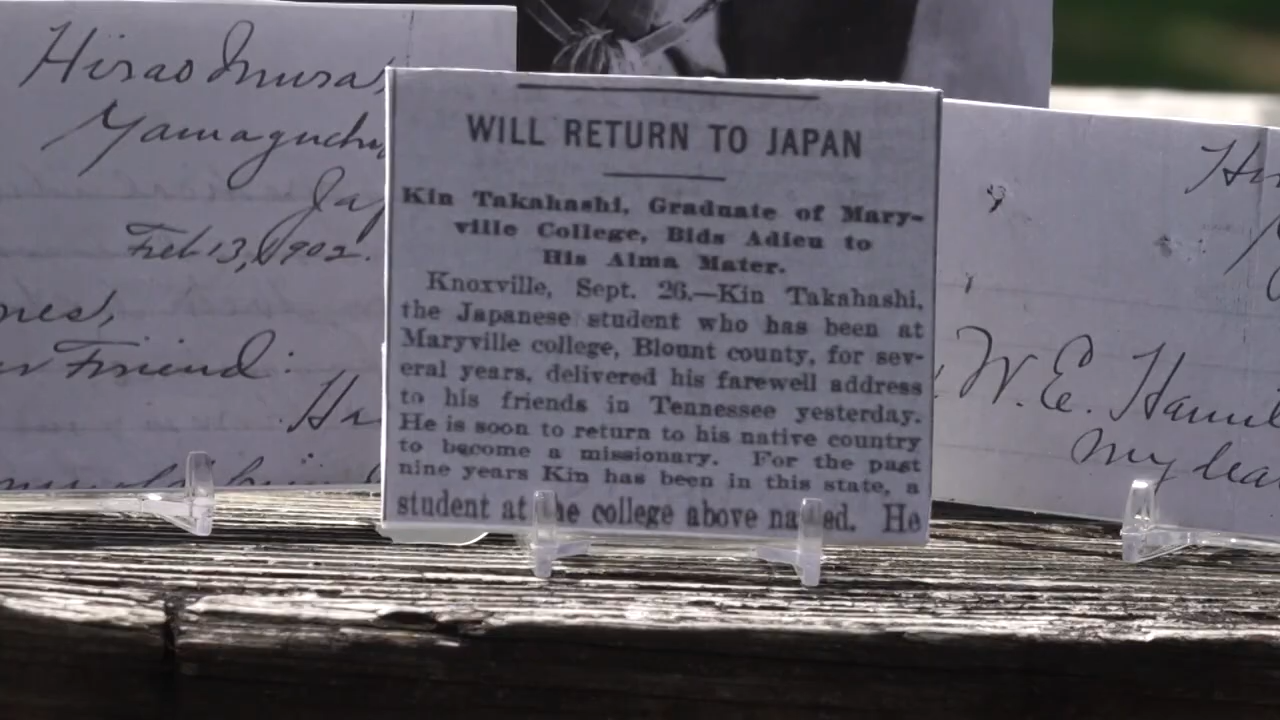 Hirao Mura,
Yamaguchi
Jap
Feb 13, 1902.
Friend:
WILL RETURN TO JAPAN
Kin Takahashi, Graduate of Mary-
ville College, Bids Adieu to
His Alma Mater.
Knoxville, Sept. 26.—Kin Takahashi,
the Japanese student who has been at
Maryville college, Blount county, for sev-
eral years, delivered his farewell address
to his friends in Tennessee yesterday.
He is soon to return to his native country
to become a missionary. For the past
nine years Kin has been in this state, a
student at the college above named. He
W. E. Hamil
My